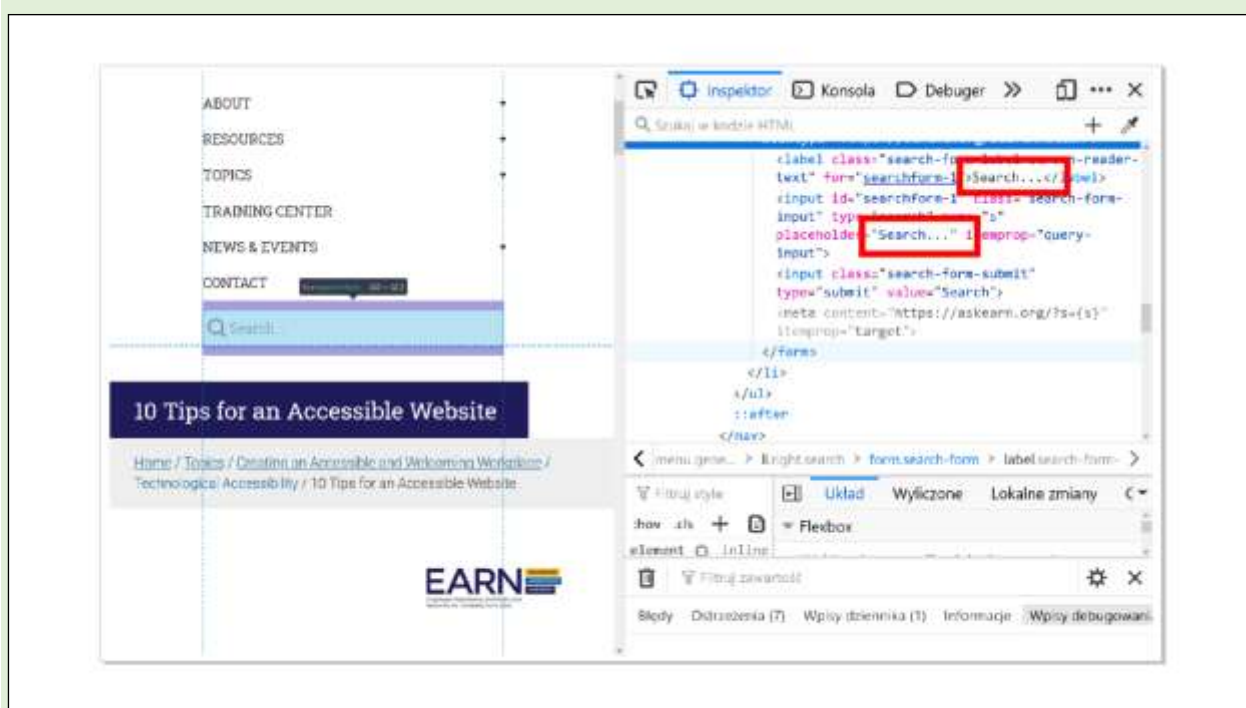 ABOUT +
RESOURCES +
TOPICS +
TRAINING CENTER
NEWS & EVENTS +
CONTACT
Search
10 Tips for an Accessible Website
Home / Topics / Creating an Accessible and Welcoming Workplace /
Technological Accessibility / 10 Tips for an Accessible Website
EARN
Inspektor Konsola Debuger
Szukaj w kodzie HTML
<label class="search-form-label screen-reader-
text" for="searchform-1">Search...</label>
<input id="searchform-1" class="search-form-
input" type="search" name="s"
placeholder="Search..." itemprop="query-
input">
<input class="search-form-submit"
type="submit" value="Search">
<meta content="https://askearn.org/?s={s}"
itemprop="target">
</form>
</li>
</ul>
::after
</nav>
form.search-form > label.search-form-
Filtruj style Układ Wyliczone Lokalne zmiany
:hov .cls + Flexbox
element inline
Filtruj zawartość
Błędy Ostrzeżenia (7) Wpisy dziennika (1) Informacje Wpisy debugowani